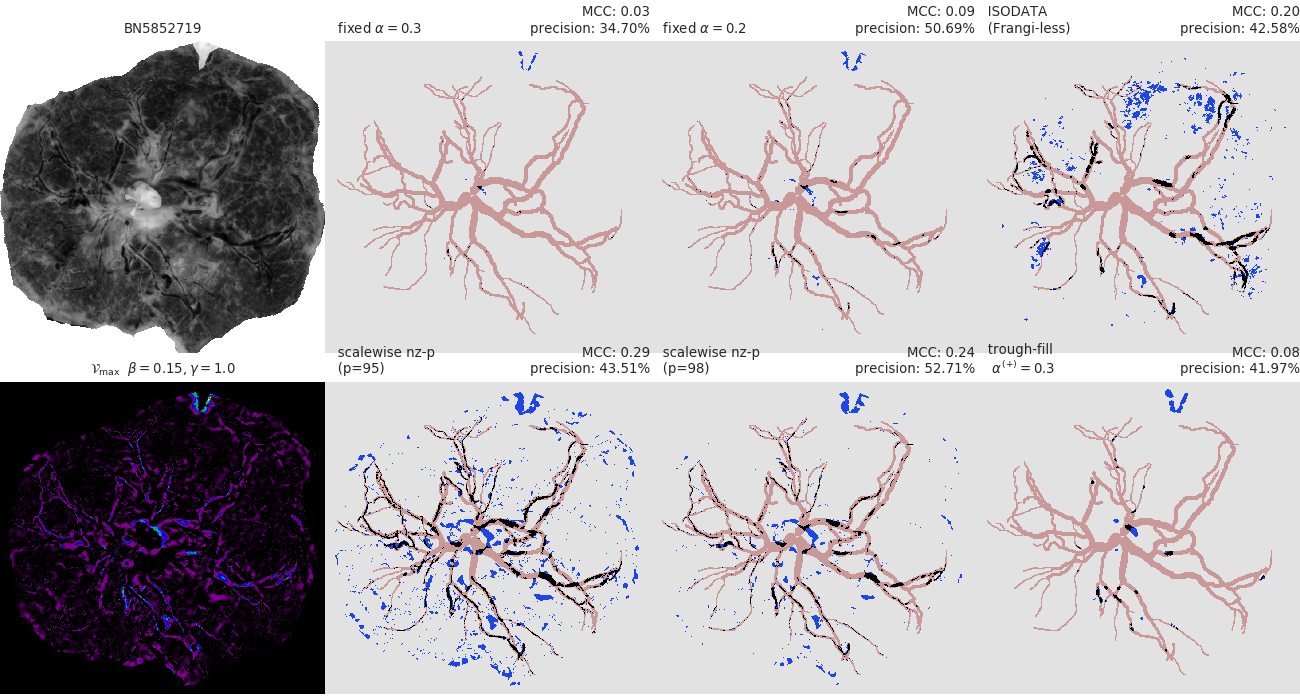 BN5852719
fixed α = 0.3
MCC: 0.03
precision: 34.70%
fixed α = 0.2
MCC: 0.09
precision: 50.69%
ISODATA
(Frangi-less)
MCC: 0.20
precision: 42.58%
𝒱max β = 0.15, γ = 1.0
scalewise nz-p
(p=95)
MCC: 0.29
precision: 43.51%
scalewise nz-p
(p=98)
MCC: 0.24
precision: 52.71%
trough-fill
α(+) = 0.3
MCC: 0.08
precision: 41.97%